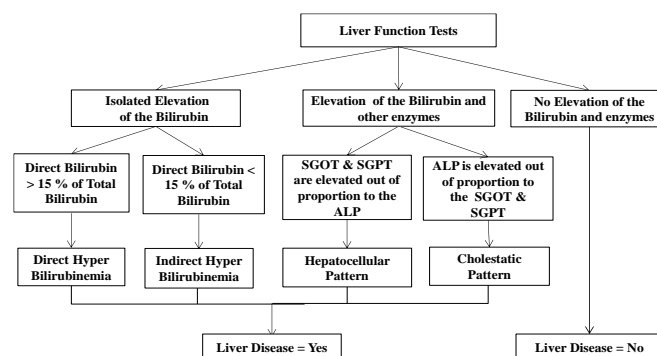 Liver Function Tests
Isolated Elevation
of the Bilirubin
Elevation of the Bilirubin and
other enzymes
No Elevation of the
Bilirubin and enzymes
Direct Bilirubin
> 15 % of Total
Bilirubin
Direct Bilirubin <
15 % of Total
Bilirubin
SGOT & SGPT
are elevated out of
proportion to the
ALP
ALP is elevated out
of proportion to
the SGOT &
SGPT
Direct Hyper
Bilirubinemia
Indirect Hyper
Bilirubinemia
Hepatocellular
Pattern
Cholestatic
Pattern
Liver Disease = Yes
Liver Disease = No